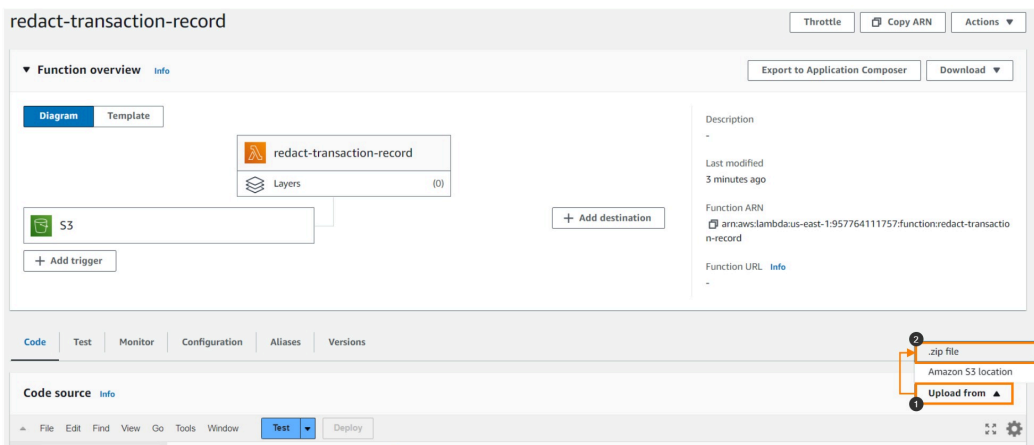 redact-transaction-record
Throttle
Copy ARN
Actions
Function overview Info
Export to Application Composer
Download
Diagram
Template
redact-transaction-record
Layers (0)
S3
+ Add trigger
+ Add destination
Description
-
Last modified
3 minutes ago
Function ARN
arn:aws:lambda:us-east-1:957764111757:function:redact-transactio
n-record
Function URL Info
-
Code Test Monitor Configuration Aliases Versions
2
.zip file
Amazon S3 location
Upload from
1
Code source Info
File Edit Find View Go Tools Window Test Deploy